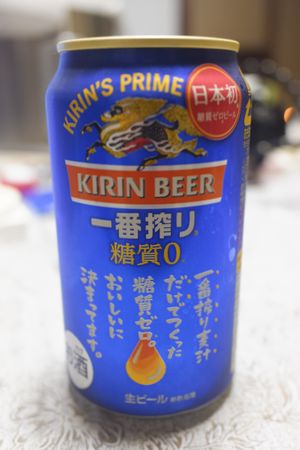 KIRIN'S PRIME
日本初
糖質ゼロビール
KIRIN BEER
一番搾り
糖質0
一番搾り麦汁
だけでつくった
糖質ゼロ。
おいしいに
決まってます。
酒
生ビール